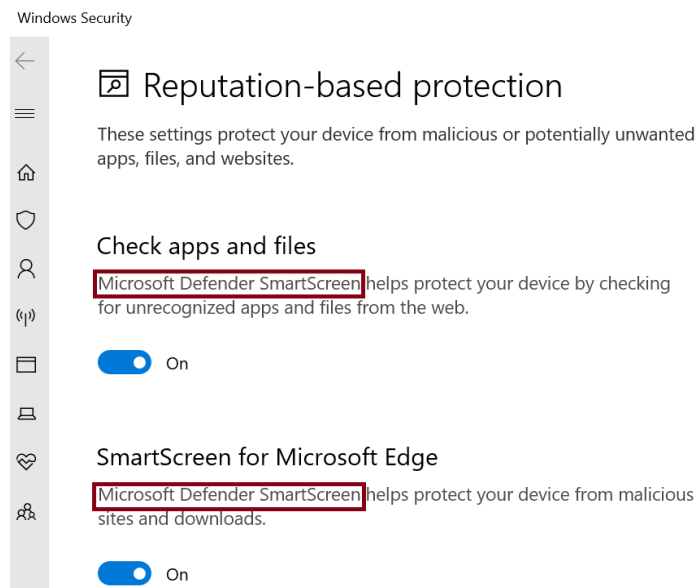 Windows Security
Reputation-based protection
These settings protect your device from malicious or potentially unwanted
apps, files, and websites.
Check apps and files
Microsoft Defender SmartScreen helps protect your device by checking
for unrecognized apps and files from the web.
On
SmartScreen for Microsoft Edge
Microsoft Defender SmartScreen helps protect your device from malicious
sites and downloads.
On